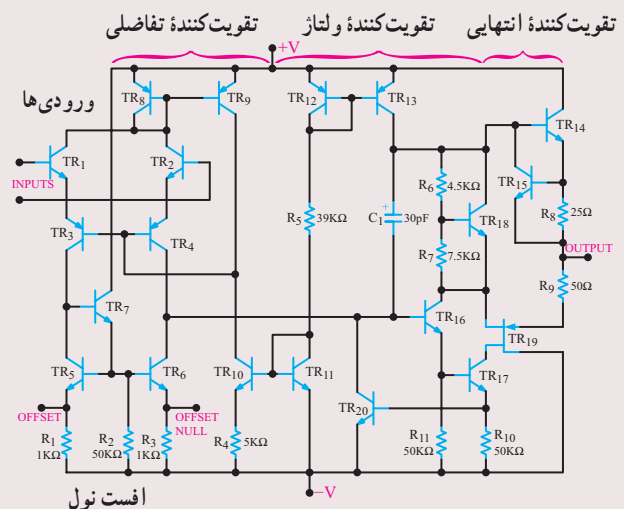 تقویت‌کنندهٔ تفاضلی تقویت‌کنندهٔ ولتاژ تقویت‌کنندهٔ انتهایی
+V
ورودی‌ها
TR8 TR9 TR12 TR13
TR14
TR1 TR2
TR15
INPUTS
R6 4.5KΩ
R5 39KΩ
C1 + 30pF
TR18
R8 25Ω
TR3 TR4
OUTPUT
R7 7.5KΩ
R9 50Ω
TR7
TR16
TR19
TR5 TR6 TR10 TR11
TR17
OFFSET
OFFSET NULL
TR20
R1 1KΩ
R2 50KΩ
R3 1KΩ
R4 5KΩ
R11 50KΩ
R10 50KΩ
افست نول
−V